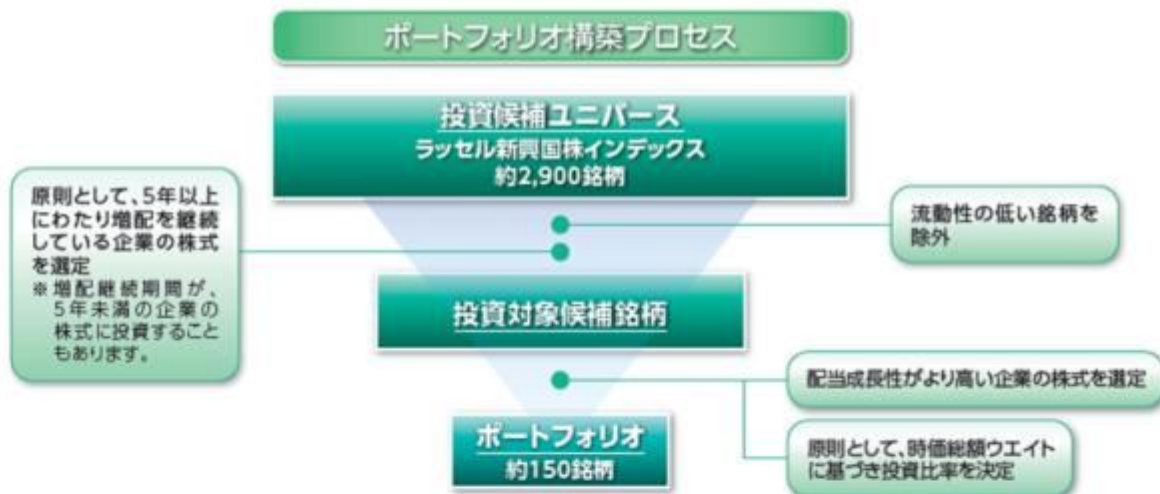 ポートフォリオ構築プロセス
投資候補ユニバース
ラッセル新興国株インデックス
約2,900銘柄
流動性の低い銘柄を
除外
原則として、5年以上
にわたり増配を継続
している企業の株式
を選定
※増配継続期間が、
5年未満の企業の
株式に投資すること
もあります。
投資対象候補銘柄
配当成長性がより高い企業の株式を選定
原則として、時価総額ウエイト
に基づき投資比率を決定
ポートフォリオ
約150銘柄